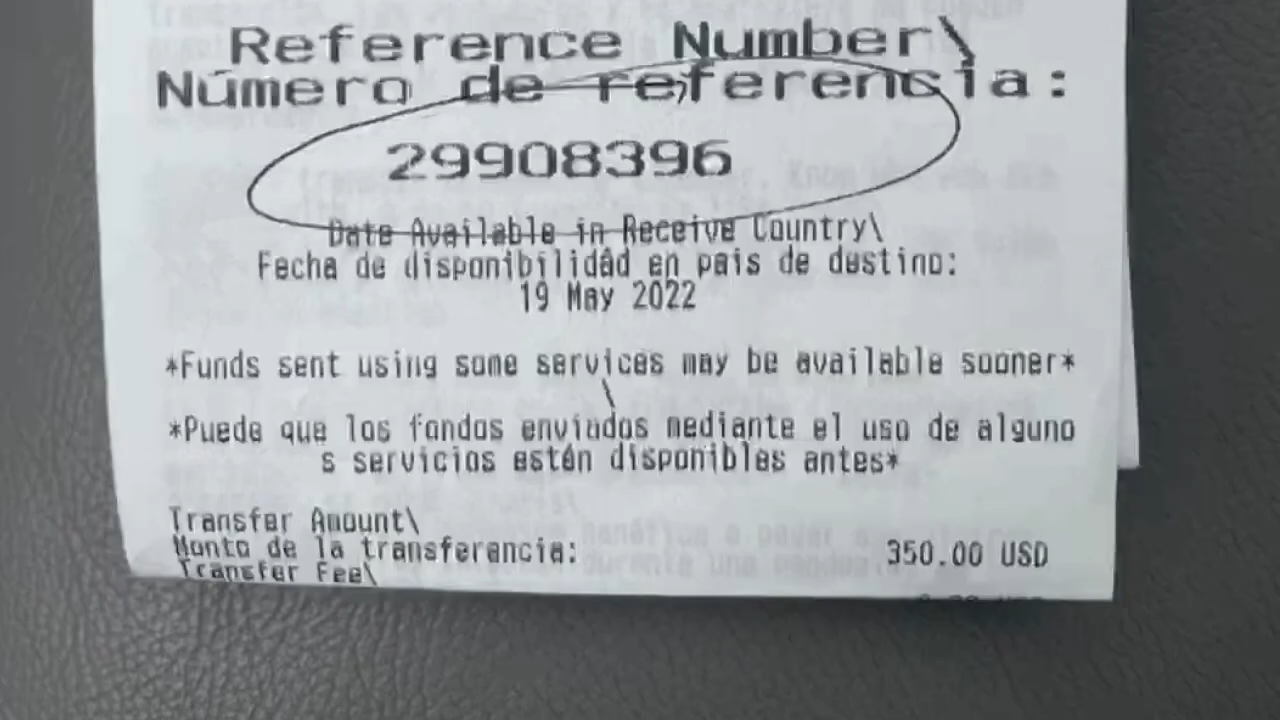 Reference Number\
Número de referencia:
29908396
Date Available in Receive Country\
Fecha de disponibilidad en pais de destino:
19 May 2022
*Funds sent using some services may be available sooner*
\
*Puede que los fondos enviados mediante el uso de alguno
s servicios estén disponibles antes*
Transfer Amount\
Monto de la transferencia: 350.00 USD
Transfer Fee\